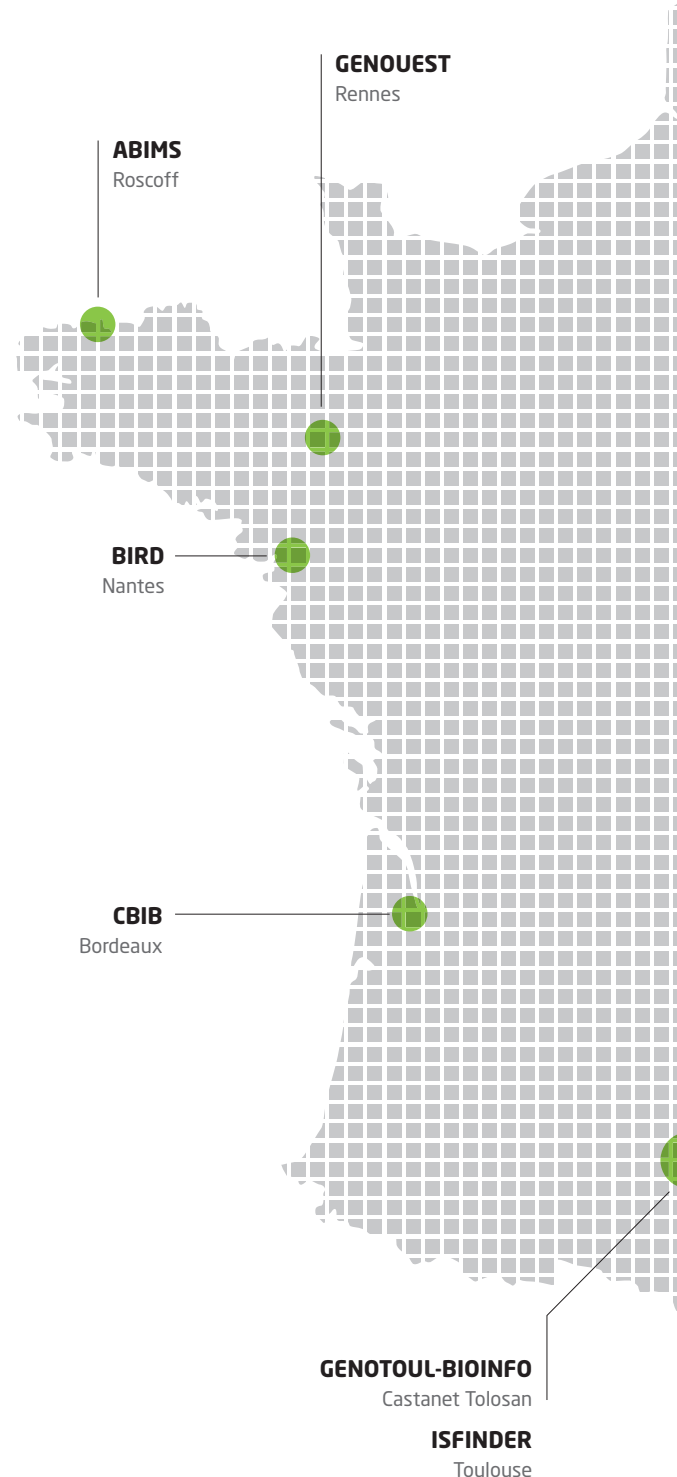 GENOUEST
Rennes
ABIMS
Roscoff
BIRD
Nantes
CBIB
Bordeaux
GENOTOUL-BIOINFO
Castanet Tolosan
ISFINDER
Toulouse